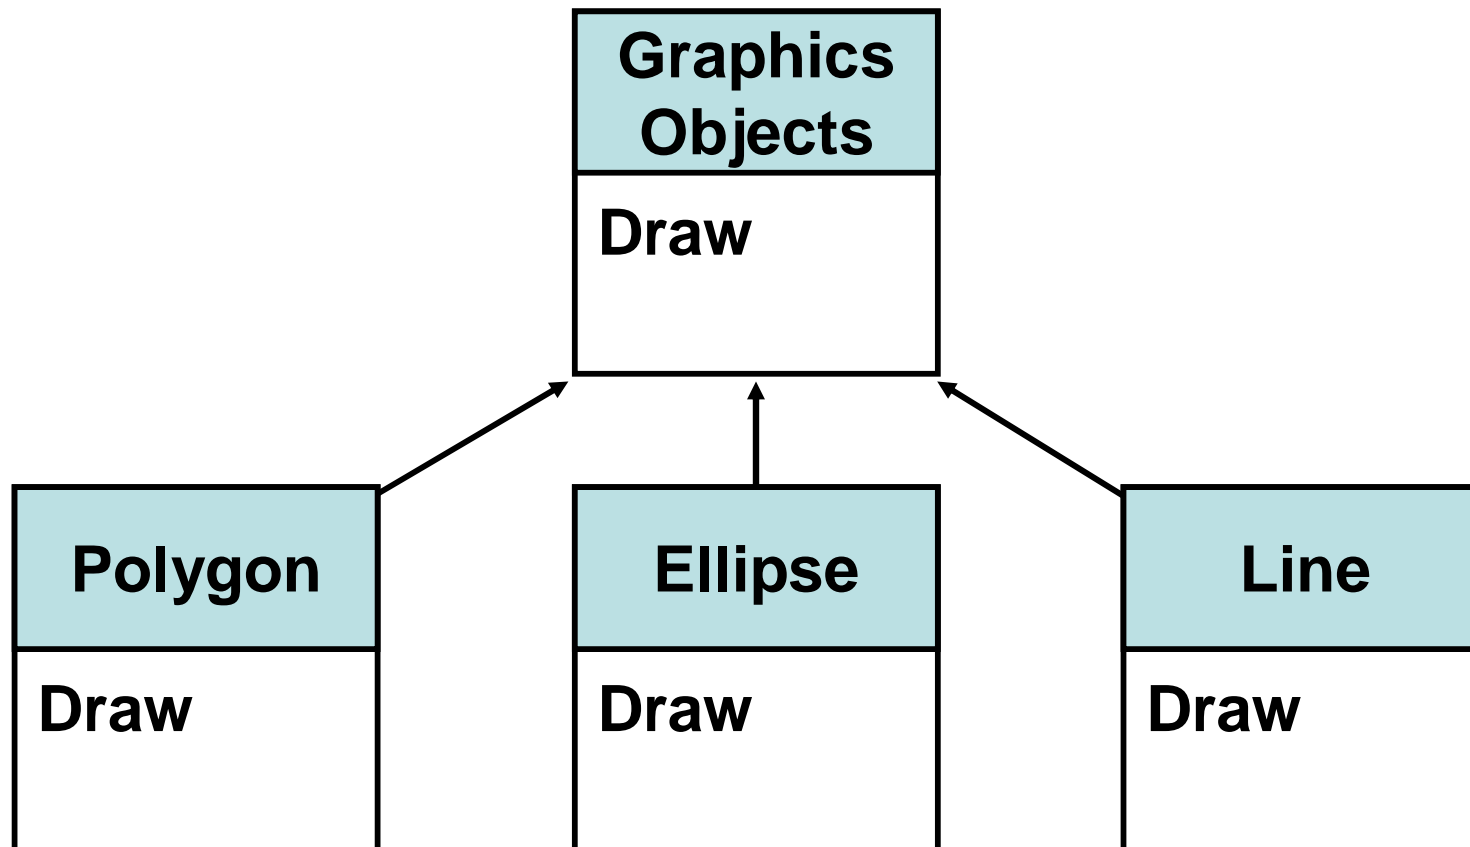 Graphics
Objects
Draw
Polygon
Ellipse
Line
Draw
Draw
Draw